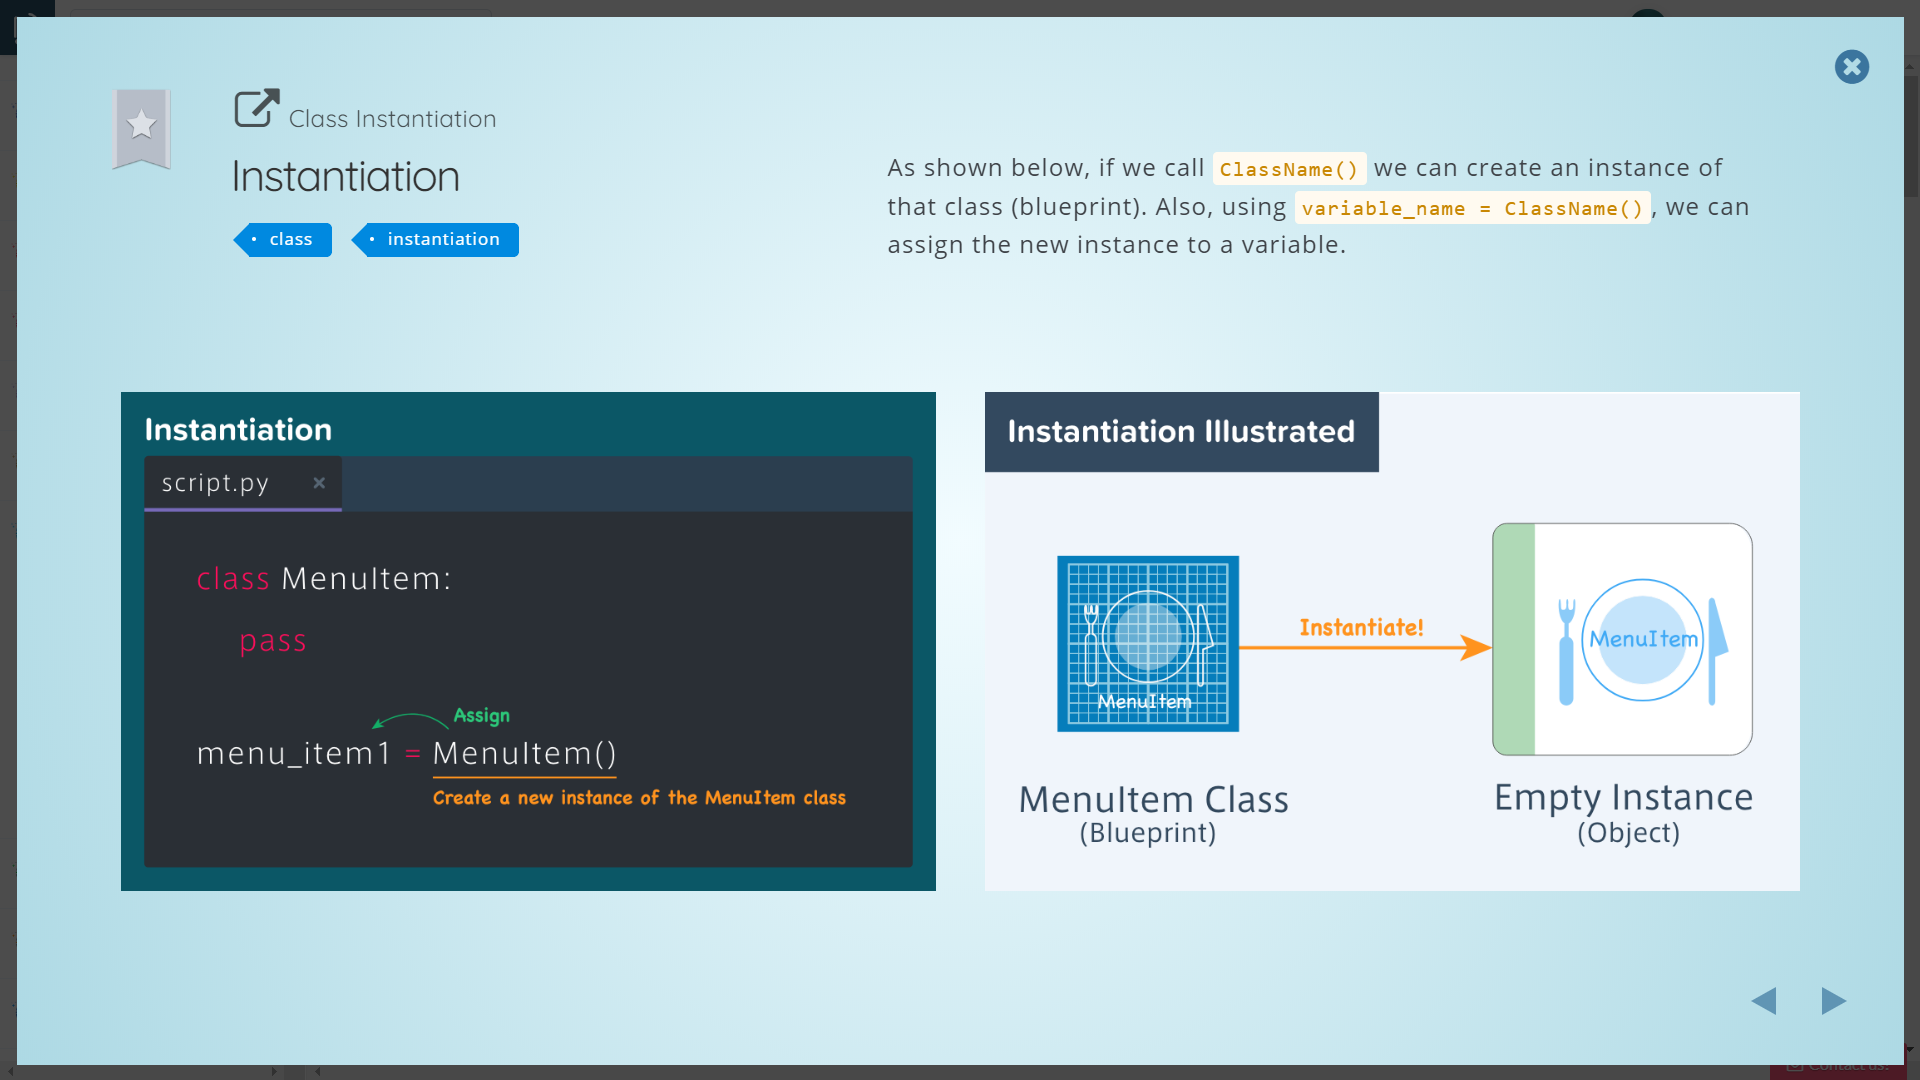 Class Instantiation
Instantiation
• class
• instantiation
As shown below, if we call ClassName() we can create an instance of
that class (blueprint). Also, using variable_name = ClassName(), we can
assign the new instance to a variable.
Instantiation
script.py ×
class MenuItem:
pass
Assign
menu_item1 = MenuItem()
Create a new instance of the MenuItem class
Instantiation Illustrated
MenuItem
Instantiate!
MenuItem
MenuItem Class
(Blueprint)
Empty Instance
(Object)
Contact us!